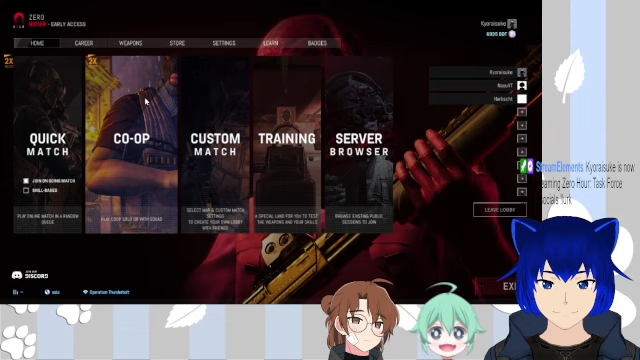 ZERO
HOUR - EARLY ACCESS
Kyoraisuke
HOME CAREER WEAPONS STORE SETTINGS LEARN BADGES
2X
2X
Kyoraisuke
Herbscht
QUICK
MATCH
CO-OP
CUSTOM
MATCH
TRAINING
SERVER
BROWSER
JOIN ON GOING MATCH
SKILL-BASED
PLAY ONLINE MATCH IN A RANDOM
QUEUE
PLAY COOP SOLO OR WITH SQUAD
SELECT MAP & CUSTOM MATCH
SETTINGS
TO CREATE YOUR OWN LOBBY
WITH FRIENDS
A SPECIAL LAND FOR YOU TO TEST
THE WEAPONS AND YOUR SKILLS
BROWSE EXISTING PUBLIC
SESSIONS TO JOIN
LEAVE LOBBY
StreamElements Kyoraisuke is now
Zero Hour: Task Force
JOIN OUR
DISCORD
asia
Operation Thunderbolt